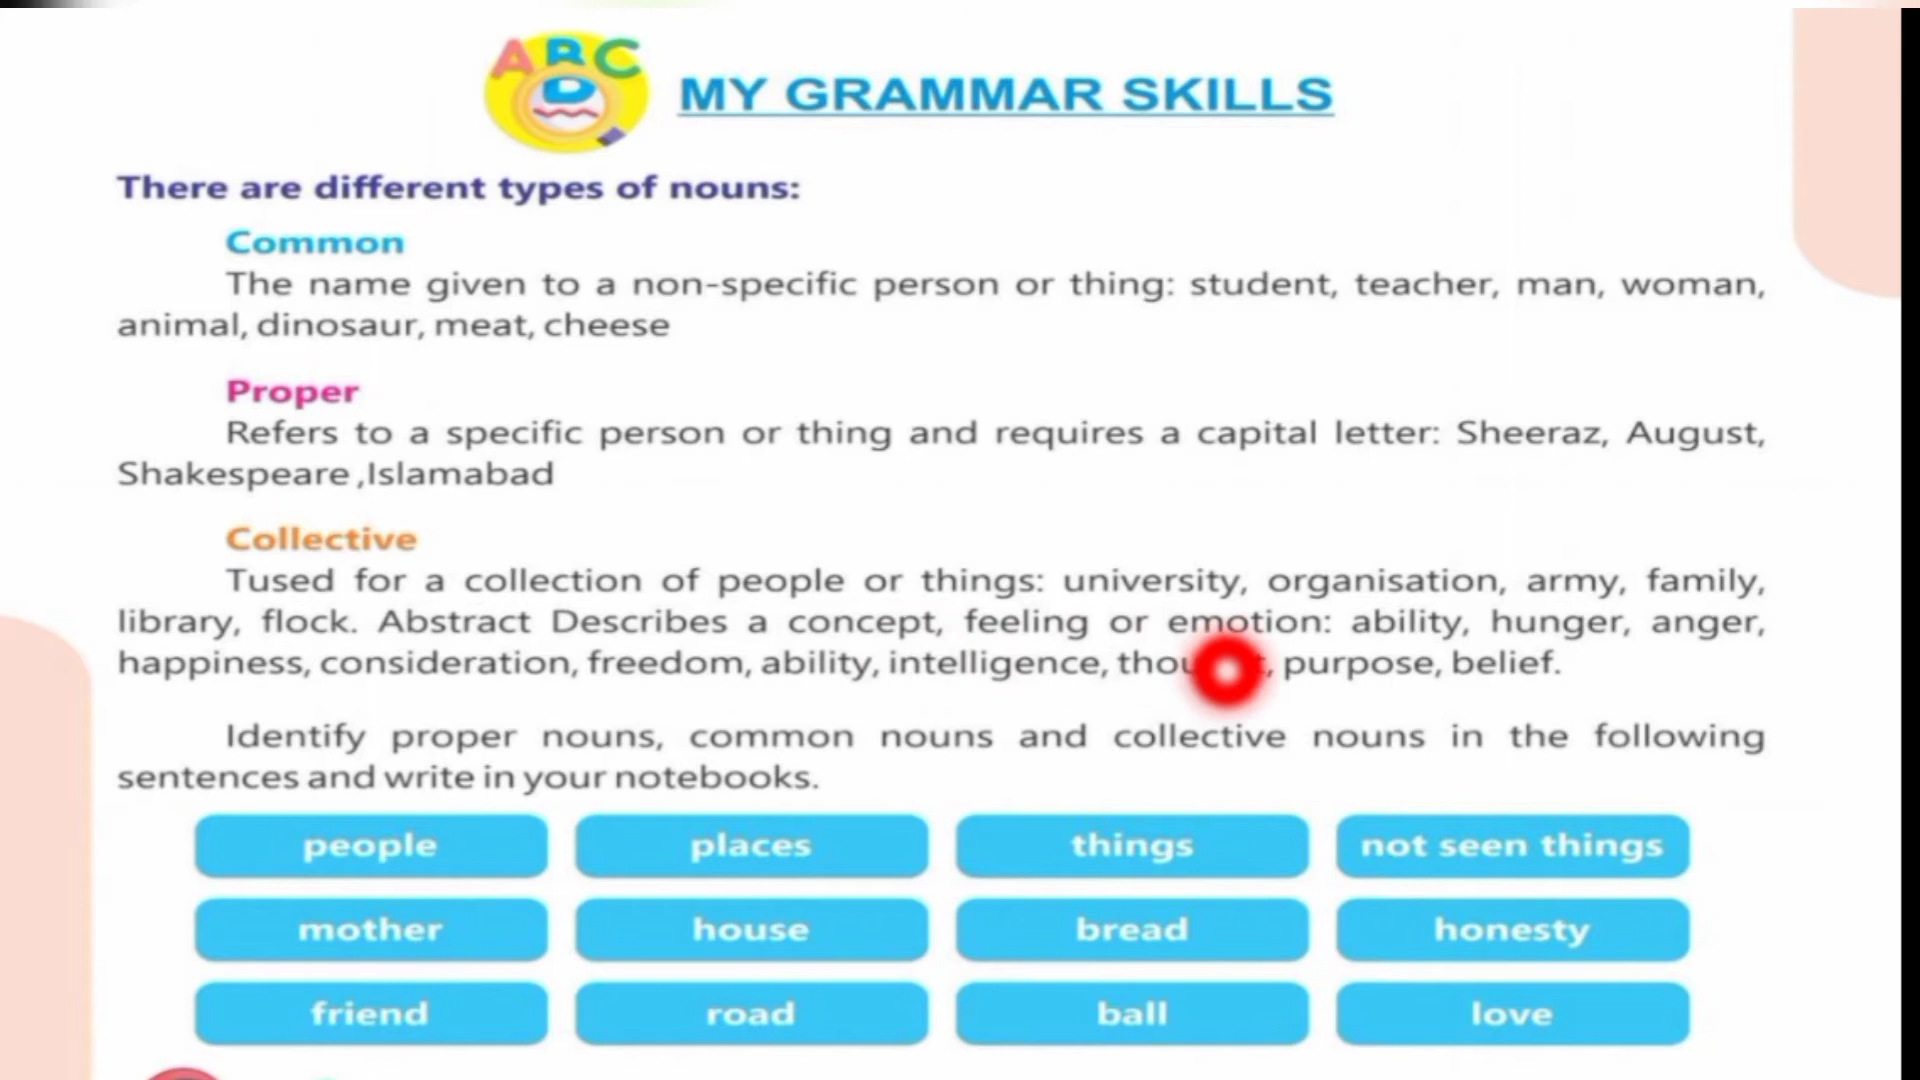 A B C
D
MY GRAMMAR SKILLS
There are different types of nouns:
Common
The name given to a non-specific person or thing: student, teacher, man, woman,
animal, dinosaur, meat, cheese
Proper
Refers to a specific person or thing and requires a capital letter: Sheeraz, August,
Shakespeare ,Islamabad
Collective
Tused for a collection of people or things: university, organisation, army, family,
library, flock. Abstract Describes a concept, feeling or emotion: ability, hunger, anger,
happiness, consideration, freedom, ability, intelligence, purpose, belief.
Identify proper nouns, common nouns and collective nouns in the following
sentences and write in your notebooks.
people places things not seen things
mother house bread honesty
friend road ball love